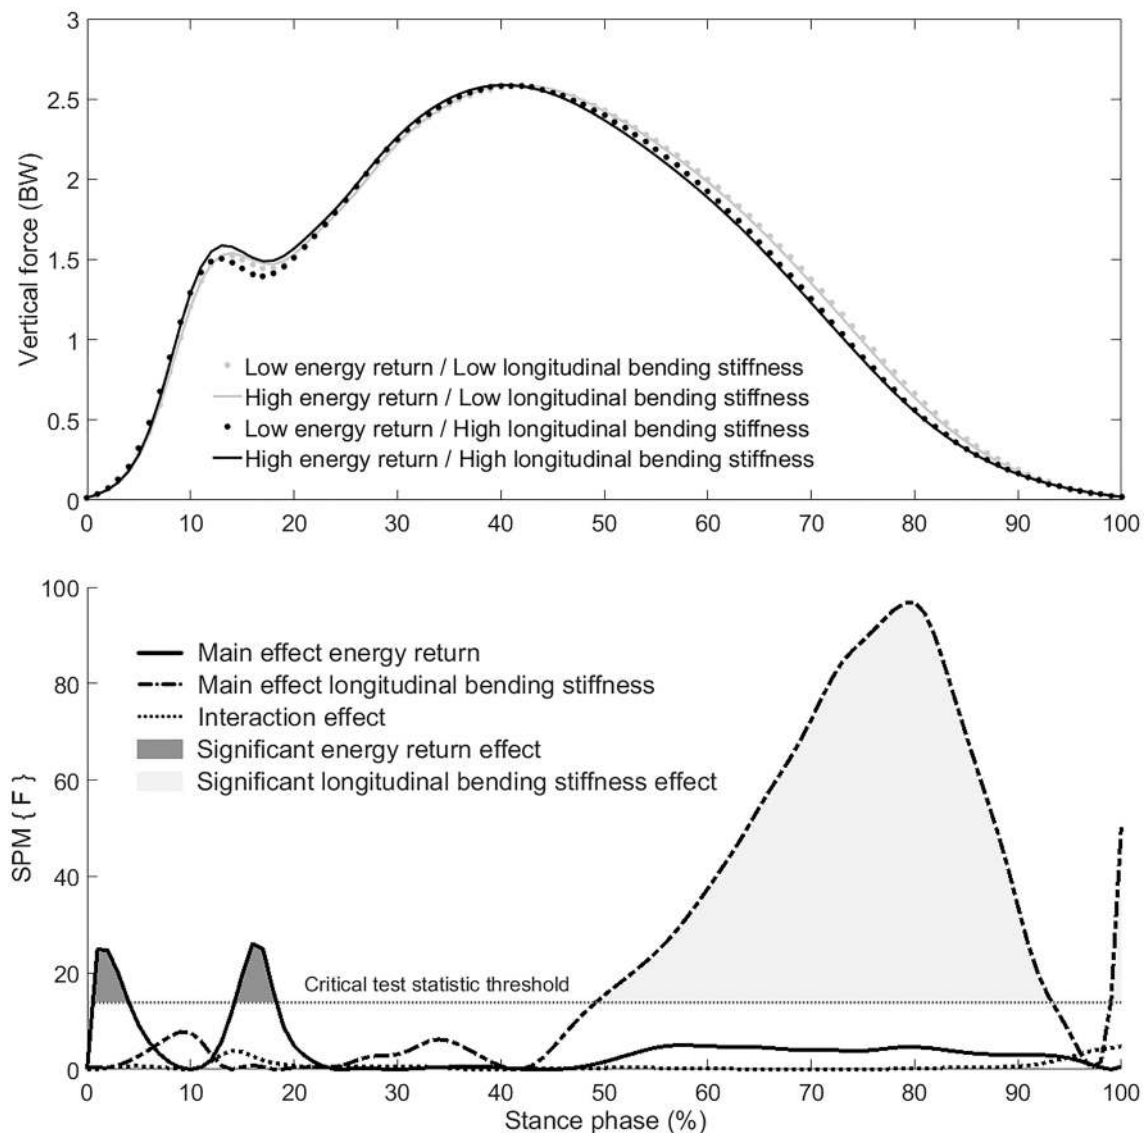 3
2.5
2
1.5
1
0.5
0
Vertical force (BW)
Low energy return / Low longitudinal bending stiffness
High energy return / Low longitudinal bending stiffness
Low energy return / High longitudinal bending stiffness
High energy return / High longitudinal bending stiffness
0 10 20 30 40 50 60 70 80 90 100
100
80
60
40
20
0
SPM { F }
Main effect energy return
Main effect longitudinal bending stiffness
Interaction effect
Significant energy return effect
Significant longitudinal bending stiffness effect
Critical test statistic threshold
0 10 20 30 40 50 60 70 80 90 100
Stance phase (%)